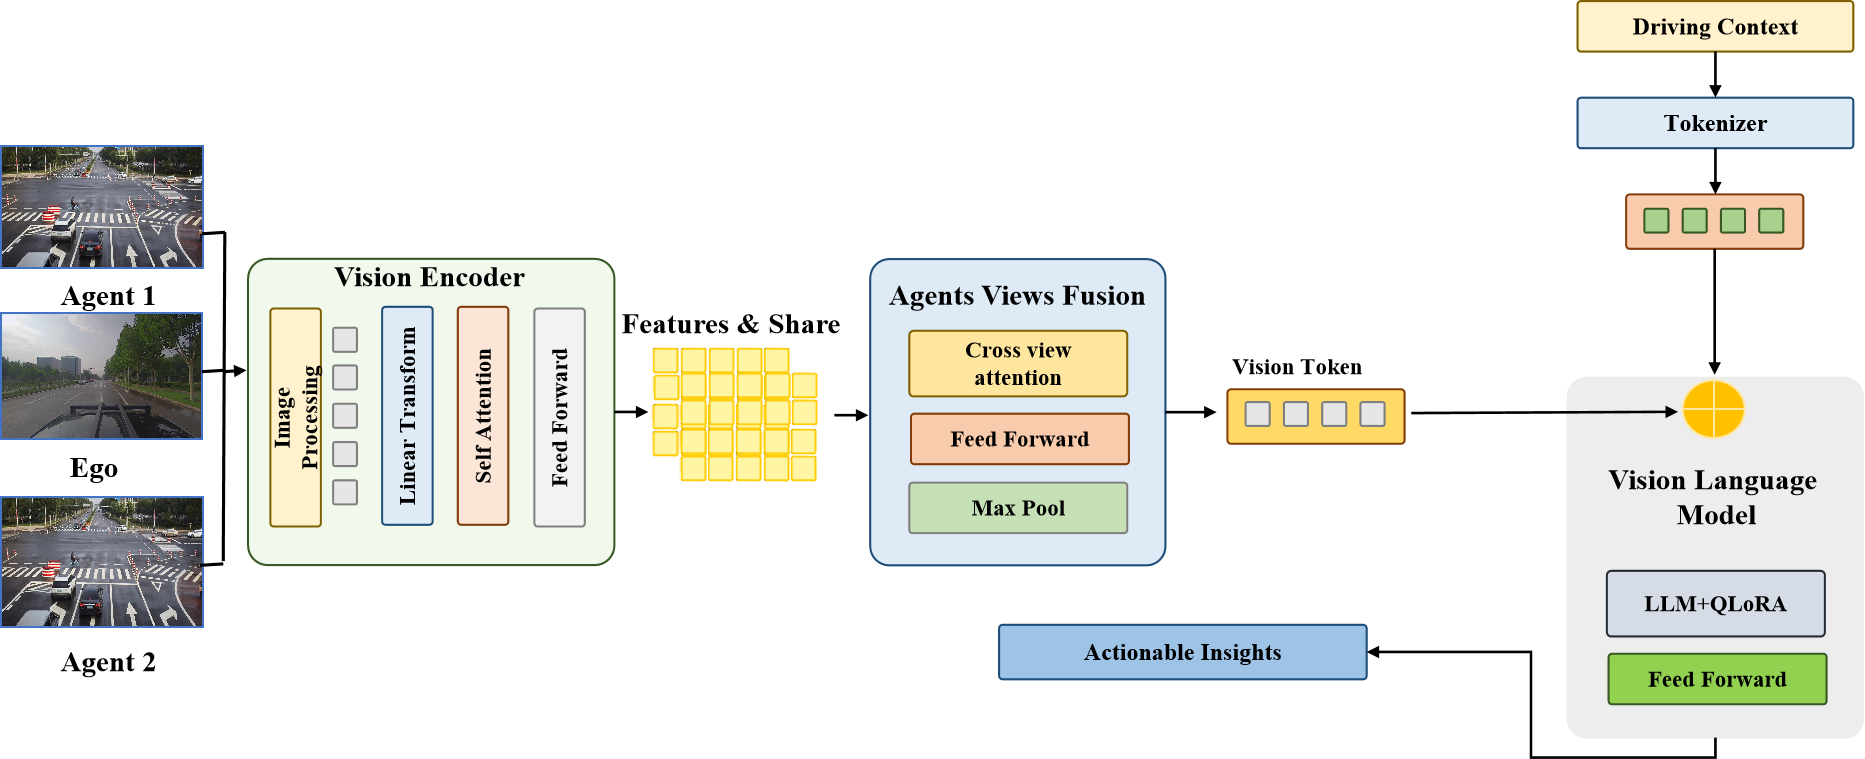 Driving Context
Tokenizer
Agent 1
Ego
Agent 2
Vision Encoder
Image
Processing
Linear Transform
Self Attention
Feed Forward
Features & Share
Agents Views Fusion
Cross view
attention
Feed Forward
Max Pool
Vision Token
Vision Language
Model
LLM+QLoRA
Feed Forward
Actionable Insights